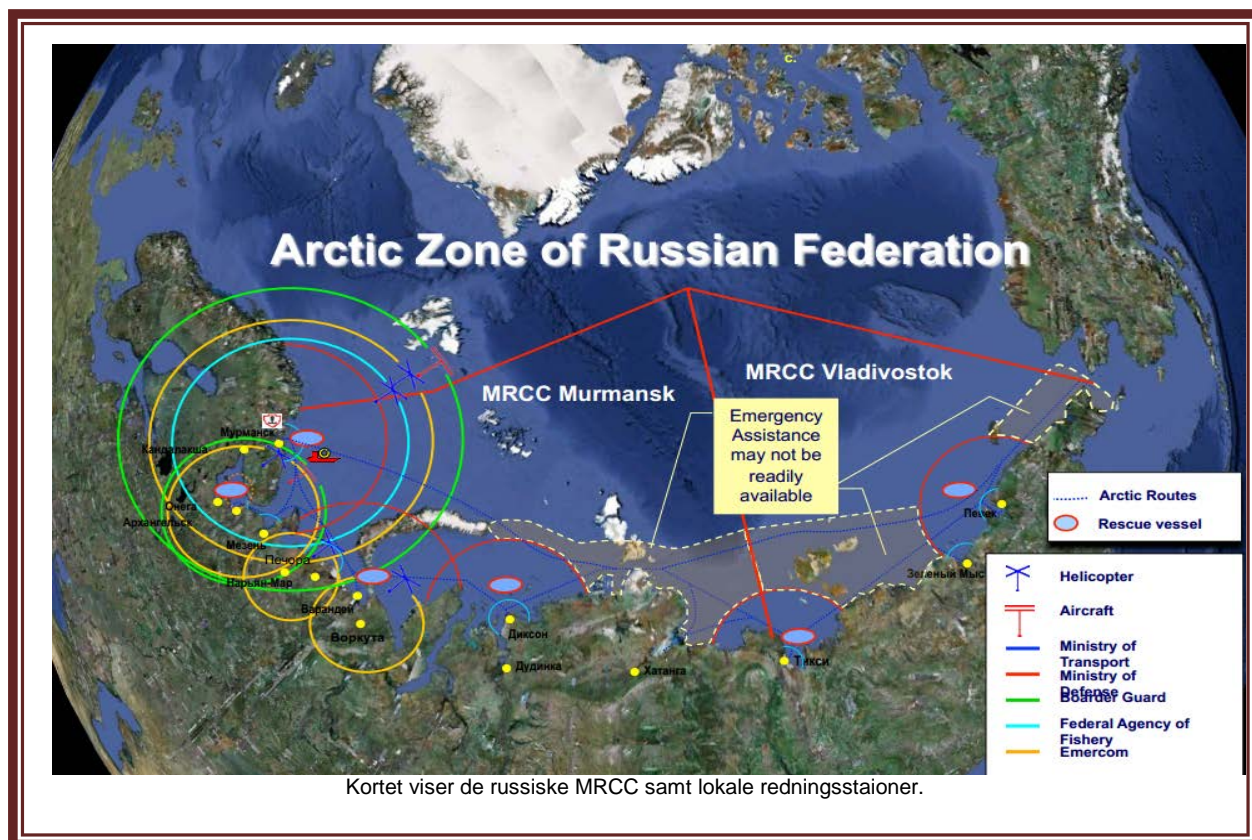 c.
Arctic Zone of Russian Federation
MRCC Murmansk
MRCC Vladivostok
Emergency
Assistance
may not be
readily
available
Мурманск
Кандалакша
Онега
Архангельск
Мезень
Печора
Нарьян-Мар
Варандей
Воркута
Диксон
Дудинка
Хатанга
Тикси
Певек
Зеленый Мыс
Arctic Routes
Rescue vessel
Helicopter
Aircraft
Ministry of
Transport
Ministry of
Defense
Boarder Guard
Federal Agency of
Fishery
Emercom
Kortet viser de russiske MRCC samt lokale redningsstaioner.